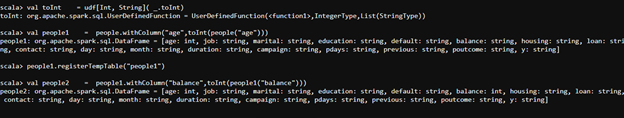 scala> val toInt    = udf[Int, String]( _.toInt)
toInt: org.apache.spark.sql.UserDefinedFunction = UserDefinedFunction(<function1>,IntegerType,List(StringType))
scala> val people1    = people.withColumn("age",toInt(people("age")))
people1: org.apache.spark.sql.DataFrame = [age: int, job: string, marital: string, education: string, default: string, balance: string, housing: string, loan: stri
ng, contact: string, day: string, month: string, duration: string, campaign: string, pdays: string, previous: string, poutcome: string, y: string]
scala> people1.registerTempTable("people1")
scala> val people2    = people1.withColumn("balance",toInt(people1("balance")))
people2: org.apache.spark.sql.DataFrame = [age: int, job: string, marital: string, education: string, default: string, balance: int, housing: string, loan: string,
 contact: string, day: string, month: string, duration: string, campaign: string, pdays: string, previous: string, poutcome: string, y: string]